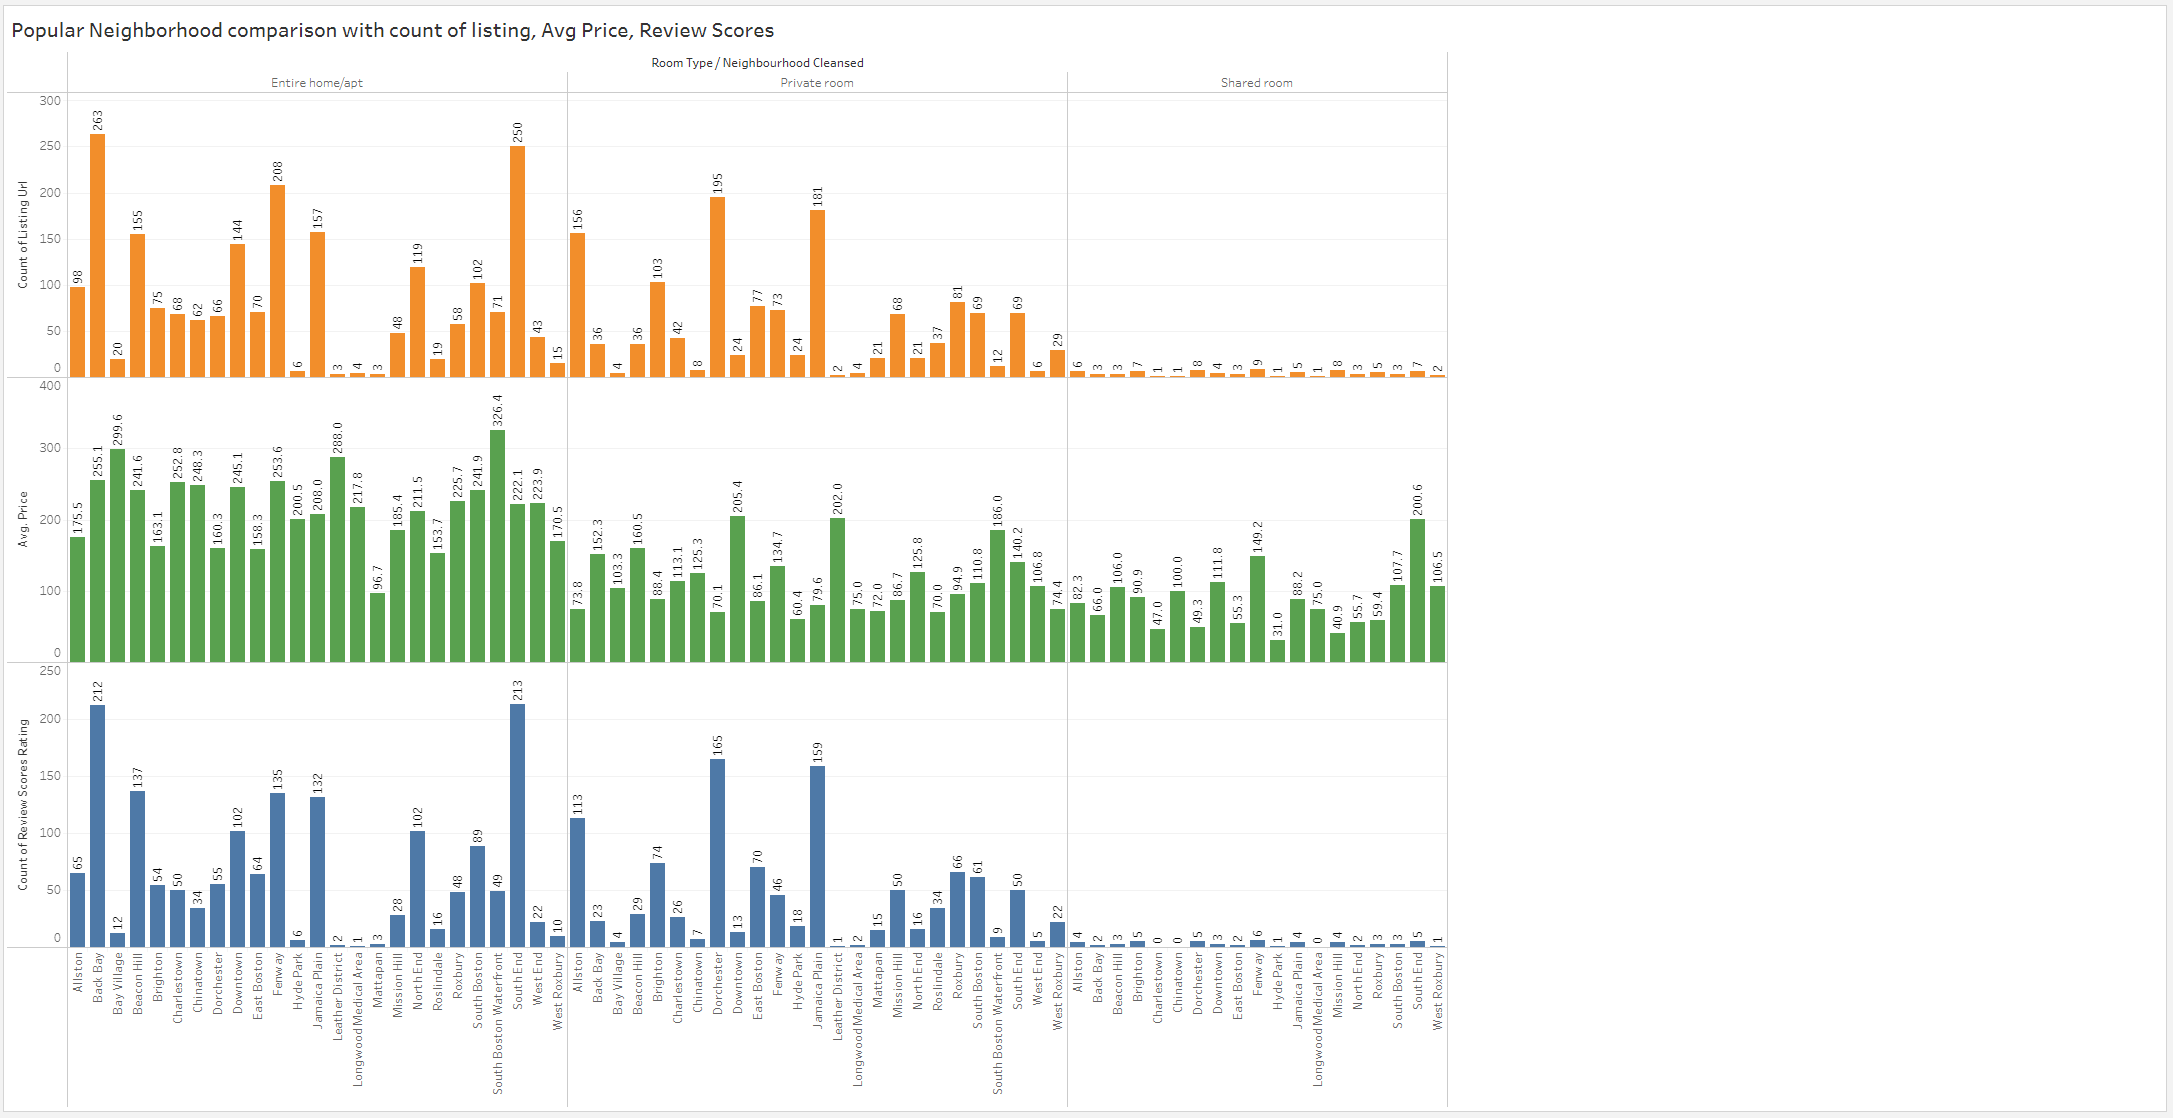 Popular Neighborhood comparison with count of listing, Avg Price, Review Scores
Room Type / Neighbourhood Cleansed
Entire home/apt Private room Shared room
Count of Listing Url
300
250
200
150
100
50
0
98 263 20 155 75 68 62 66 144 70 208 6 157 3 4 3 48 119 19 58 102 71 250 43 15
156 36 4 36 103 42 8 195 24 77 73 24 181 2 4 21 68 21 37 81 69 12 69 6 29
6 3 3 7 1 1 8 4 3 9 1 5 1 8 3 5 3 7 2
Avg. Price
400
300
200
100
0
175.5 255.1 299.6 241.6 163.1 252.8 248.3 160.3 245.1 158.3 253.6 200.5 208.0 288.0 217.8 96.7 185.4 211.5 153.7 225.7 241.9 326.4 222.1 223.9 170.5
73.8 152.3 103.3 160.5 88.4 113.1 125.3 70.1 205.4 86.1 134.7 60.4 79.6 202.0 75.0 72.0 86.7 125.8 70.0 94.9 110.8 186.0 140.2 106.8 74.4
82.3 66.0 106.0 90.9 47.0 100.0 49.3 111.8 55.3 149.2 31.0 88.2 75.0 40.9 55.7 59.4 107.7 200.6 106.5
Count of Review Scores Rating
250
200
150
100
50
0
65 212 12 137 54 50 34 55 102 64 135 6 132 2 1 3 28 102 16 48 89 49 213 22 10
113 23 4 29 74 26 7 165 13 70 46 18 159 1 2 15 50 16 34 66 61 9 50 5 22
4 2 3 5 0 0 5 3 2 6 1 4 0 4 2 3 3 5 1
Allston
Back Bay
Bay Village
Beacon Hill
Brighton
Charlestown
Chinatown
Dorchester
Downtown
East Boston
Fenway
Hyde Park
Jamaica Plain
Leather District
Longwood Medical Area
Mattapan
Mission Hill
North End
Roslindale
Roxbury
South Boston
South Boston Waterfront
South End
West End
West Roxbury
Allston
Back Bay
Bay Village
Beacon Hill
Brighton
Charlestown
Chinatown
Dorchester
Downtown
East Boston
Fenway
Hyde Park
Jamaica Plain
Leather District
Longwood Medical Area
Mattapan
Mission Hill
North End
Roslindale
Roxbury
South Boston
South Boston Waterfront
South End
West End
West Roxbury
Allston
Back Bay
Beacon Hill
Brighton
Charlestown
Chinatown
Dorchester
Downtown
East Boston
Fenway
Hyde Park
Jamaica Plain
Longwood Medical Area
Mission Hill
North End
Roxbury
South Boston
South End
West Roxbury